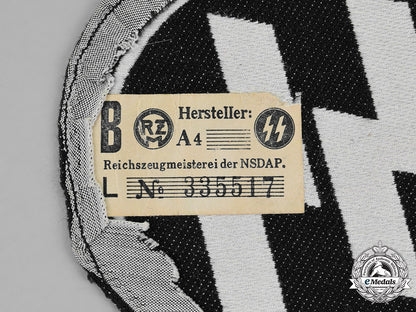 B RZM Hersteller: A4
Reichszeugmeisterei der NSDAP.
L № 335517
eMedals